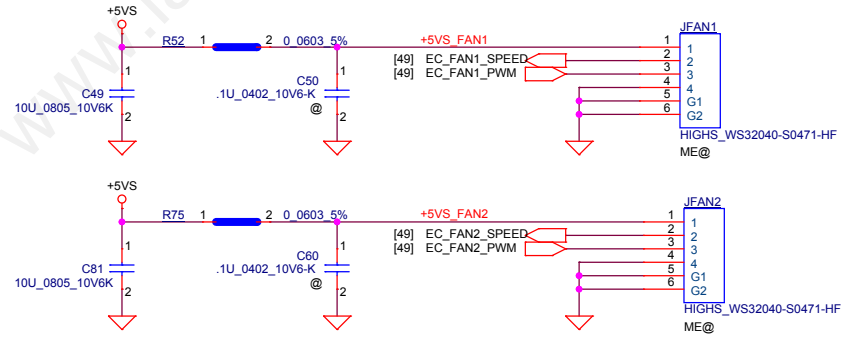 +5VS
R52 1 2 0_0603_5% +5VS_FAN1
[49] EC_FAN1_SPEED
[49] EC_FAN1_PWM
1
C49
10U_0805_10V6K
2
1
C50
.1U_0402_10V6-K
@
2
JFAN1
1 1
2 2
3 3
4 4
5 G1
6 G2
HIGHS_WS32040-S0471-HF
ME@
+5VS
R75 1 2 0_0603_5% +5VS_FAN2
[49] EC_FAN2_SPEED
[49] EC_FAN2_PWM
1
C81
10U_0805_10V6K
2
1
C60
.1U_0402_10V6-K
@
2
JFAN2
1 1
2 2
3 3
4 4
5 G1
6 G2
HIGHS_WS32040-S0471-HF
ME@